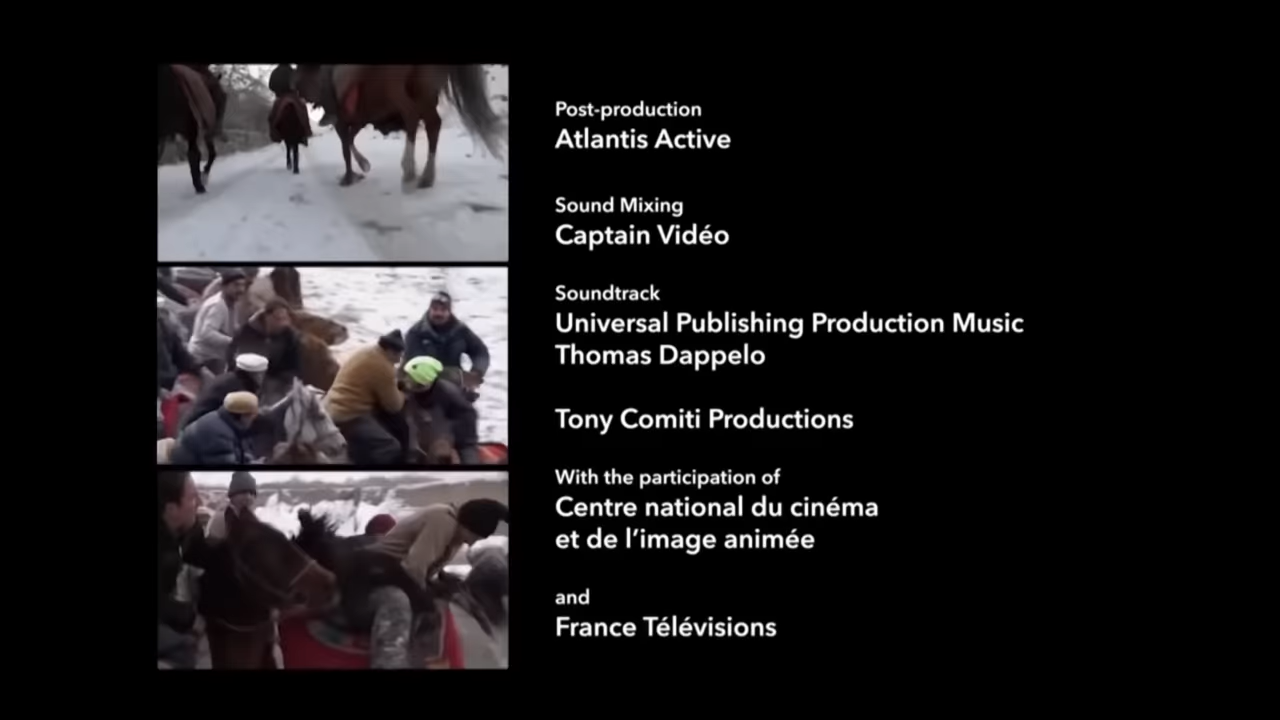 Post-production
Atlantis Active
Sound Mixing
Captain Vidéo
Soundtrack
Universal Publishing Production Music
Thomas Dappelo
Tony Comiti Productions
With the participation of
Centre national du cinéma
et de l’image animée
and
France Télévisions